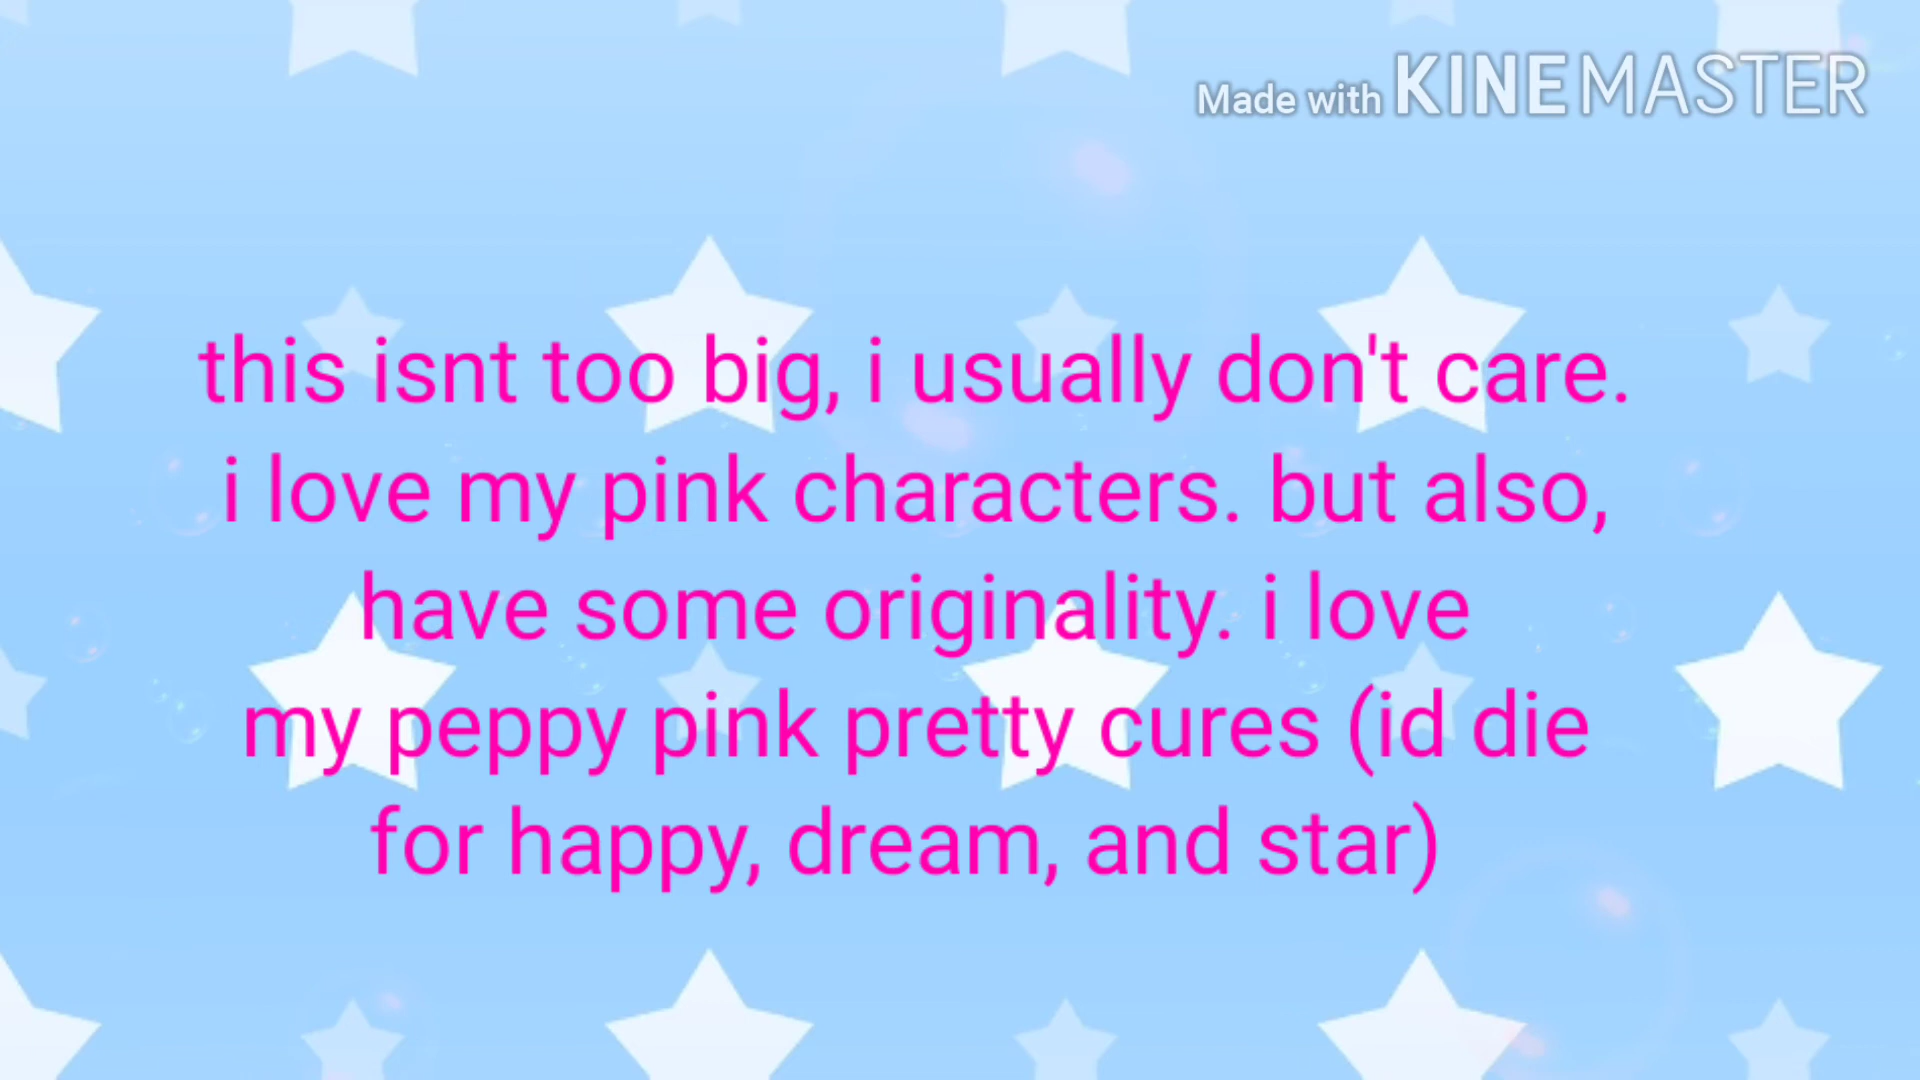 Made with KINEMASTER
this isnt too big, i usually don't care.
i love my pink characters. but also,
have some originality. i love
my peppy pink pretty cures (id die
for happy, dream, and star)